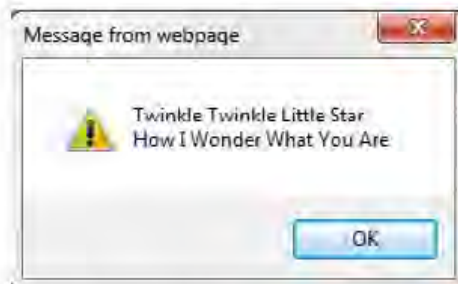 Message from webpage
Twinkle Twinkle Little Star
How I Wonder What You Are
OK